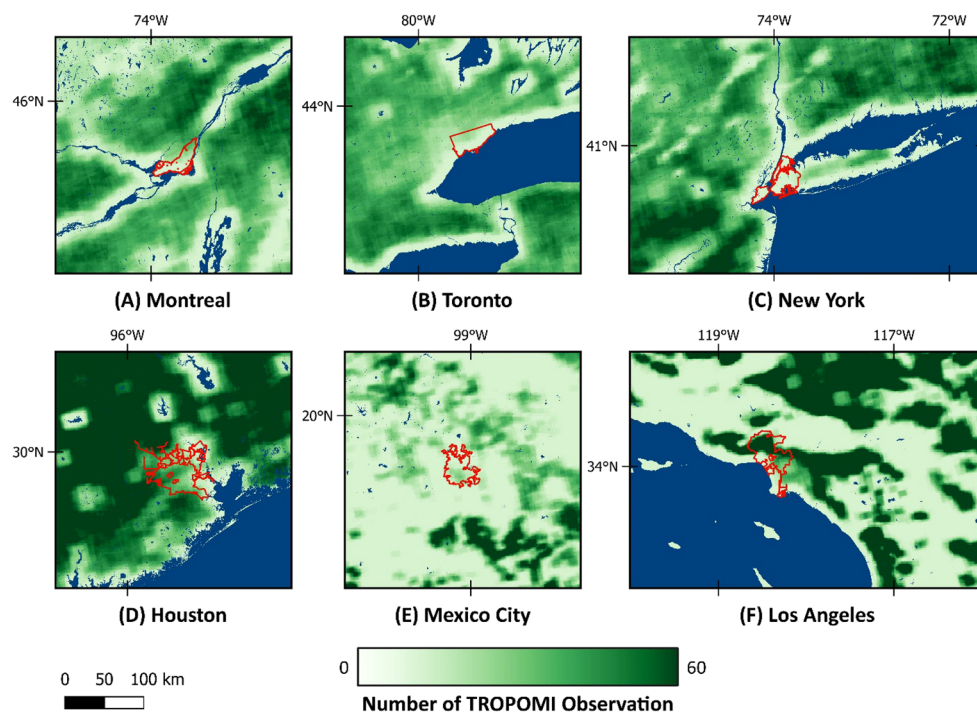 74°W
80°W
74°W 72°W
46°N
44°N
41°N
(A) Montreal
(B) Toronto
(C) New York
96°W
99°W
119°W 117°W
30°N
20°N
34°N
(D) Houston
(E) Mexico City
(F) Los Angeles
0 50 100 km
0 60
Number of TROPOMI Observation